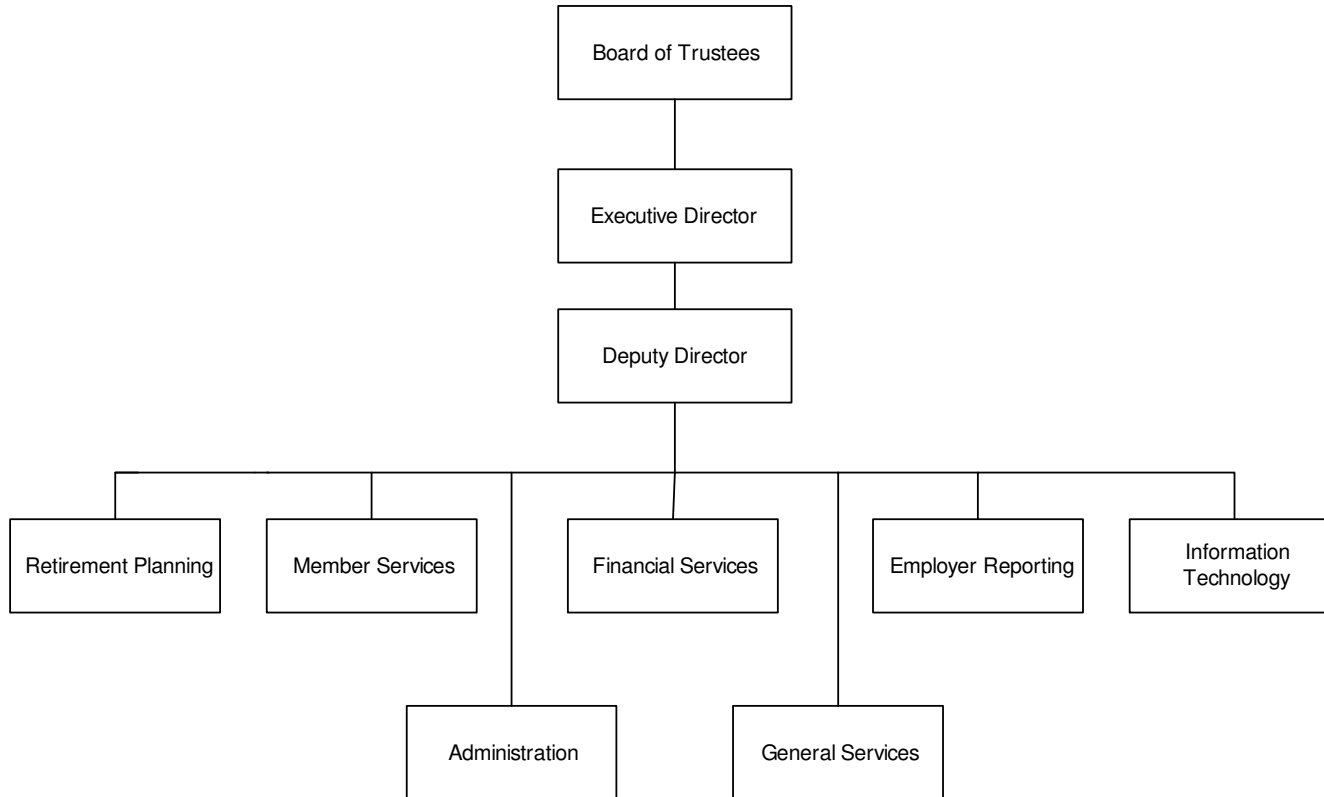 Board of Trustees
Executive Director
Deputy Director
Retirement Planning
Member Services
Financial Services
Employer Reporting
Information
Technology
Administration
General Services